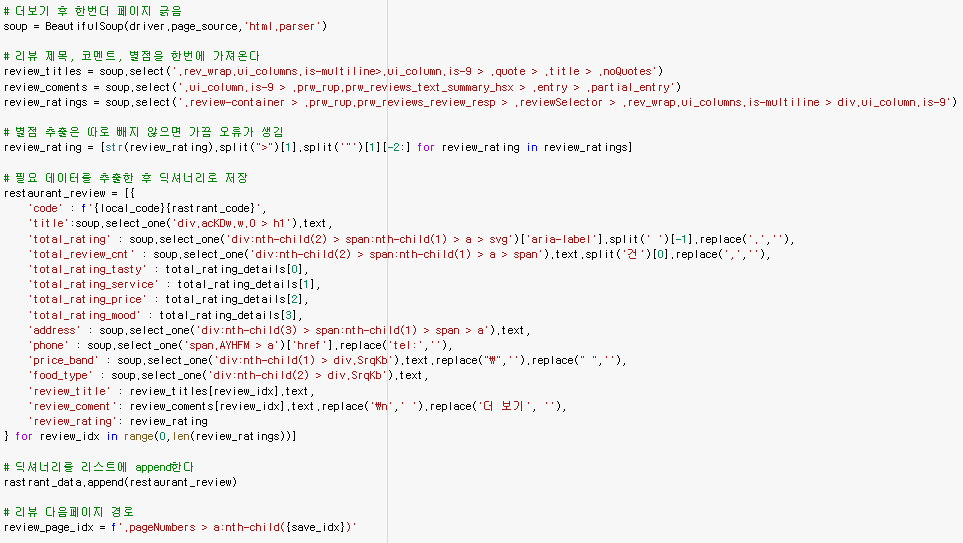 # 더보기 후 한번더 페이지 긁음
soup = BeautifulSoup(driver.page_source,'html.parser')
# 리뷰 제목, 코멘트, 별점을 한번에 가져온다
review_titles = soup.select('.rev_wrap.ui_columns.is-multiline>.ui_column.is-9 > .quote > .title > .noQuotes')
review_coments = soup.select('.ui_column.is-9 > .prw_rup.prw_reviews_text_summary_hsx > .entry > .partial_entry')
review_ratings = soup.select('.review-container > .prw_rup.prw_reviews_review_resp > .reviewSelector > .rev_wrap.ui_columns.is-multiline > div.ui_column.is-9')
# 별점 추출은 따로 빼지 않으면 가끔 오류가 생김
review_rating = [str(review_rating).split(">")[1].split('"')[1][-2:] for review_rating in review_ratings]
# 필요 데이터를 추출한 후 딕셔너리로 저장
restaurant_review = [{
'code' : f'{local_code}{rastrant_code}',
'title':soup.select_one('div.acKDw.w.O > h1').text,
'total_rating' : soup.select_one('div:nth-child(2) > span:nth-child(1) > a > svg')['aria-label'].split(' ')[-1].replace('.',''),
'total_review_cnt' : soup.select_one('div:nth-child(2) > span:nth-child(1) > a > span').text.split('건')[0].replace(',',''),
'total_rating_tasty' : total_rating_details[0],
'total_rating_service' : total_rating_details[1],
'total_rating_price' : total_rating_details[2],
'total_rating_mood' : total_rating_details[3],
'address' : soup.select_one('div:nth-child(3) > span:nth-child(1) > span > a').text,
'phone' : soup.select_one('span.AYHFM > a')['href'].replace('tel:',''),
'price_band' : soup.select_one('div:nth-child(1) > div.SrqKb').text.replace("₩",'').replace(" ",''),
'food_type' : soup.select_one('div:nth-child(2) > div.SrqKb').text,
'review_title' : review_titles[review_idx].text,
'review_coment': review_coments[review_idx].text.replace('₩n',' ').replace('더 보기', ''),
'review_rating': review_rating
} for review_idx in range(0,len(review_ratings))]
# 딕셔너리를 리스트에 append한다
rastrant_data.append(restaurant_review)
# 리뷰 다음페이지 경로
review_page_idx = f'.pageNumbers > a:nth-child({save_idx})'